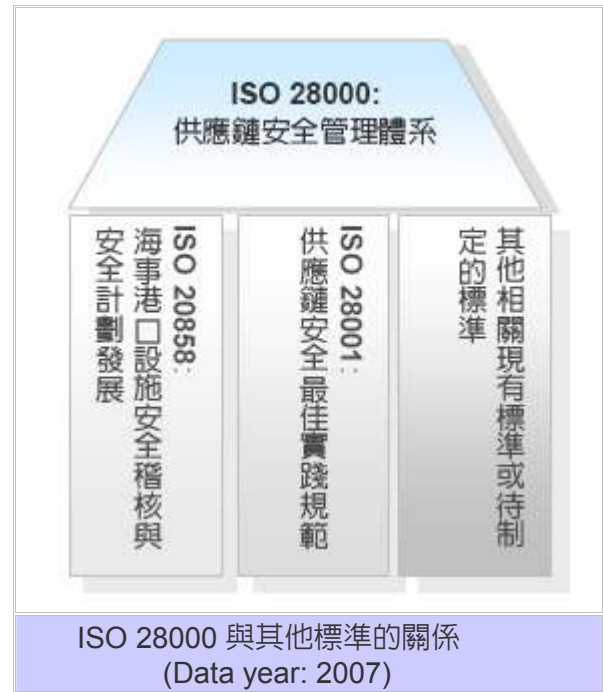 ISO 28000:
供應鏈安全管理體系
ISO 20858:
海事港口設施安全稽核與
安全計劃發展
ISO 28001:
供應鏈安全最佳實踐規範
其他相關現有標準或待制
定的標準
ISO 28000 與其他標準的關係
(Data year: 2007)